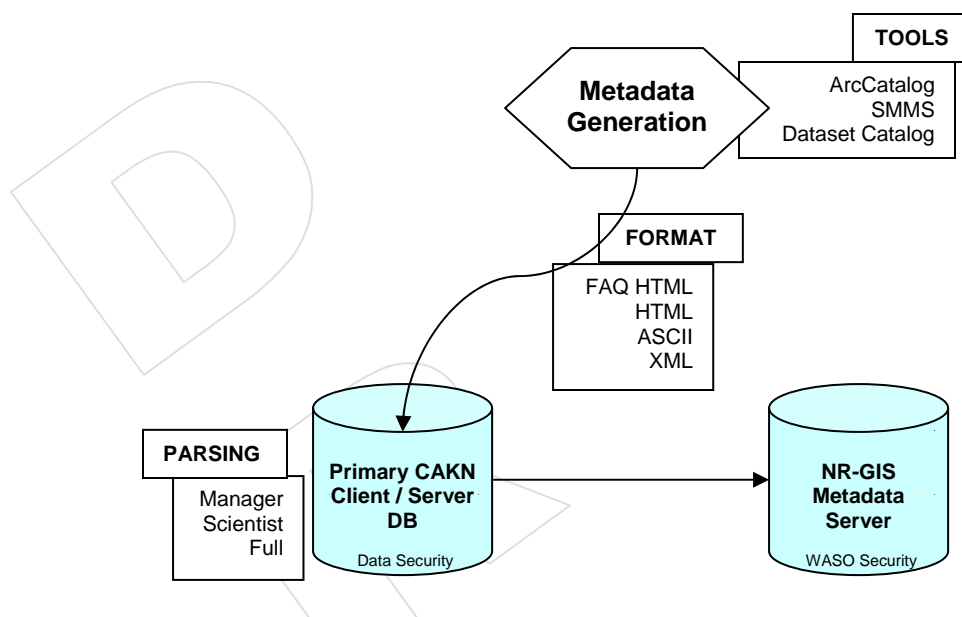 TOOLS
ArcCatalog
SMMS
Dataset Catalog
Metadata
Generation
FORMAT
FAQ HTML
HTML
ASCII
XML
PARSING
Manager
Scientist
Full
Primary CAKN
Client / Server
DB
Data Security
NR-GIS
Metadata
Server
WASO Security